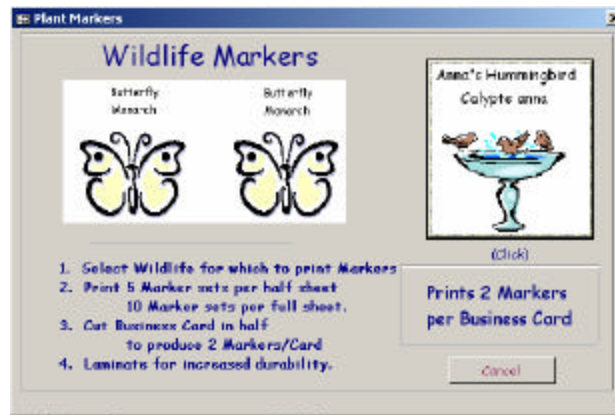 Plant Markers
Wildlife Markers
Butterfly
Monarch
Butterfly
Monarch
Anna's Hummingbird
Calypte anna
(Click)
1. Select Wildlife for which to print Markers
2. Print 5 Marker sets per half sheet
10 Marker sets per full sheet.
3. Cut Business Card in half
to produce 2 Markers/Card
4. Laminate for increased durability.
Prints 2 Markers
per Business Card
Cancel